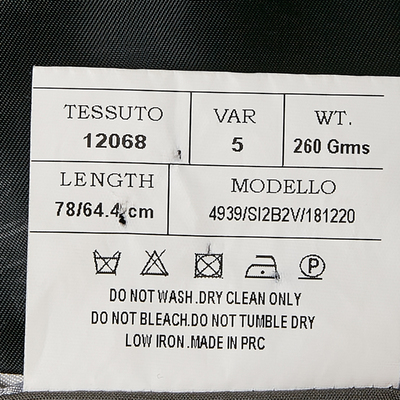 TESSUTO VAR WT.
12068 5 260 Grms
LENGTH MODELLO
78/64.4 cm 4939/SI2B2V/181220
P
DO NOT WASH.DRY CLEAN ONLY
DO NOT BLEACH.DO NOT TUMBLE DRY
LOW IRON.MADE IN PRC